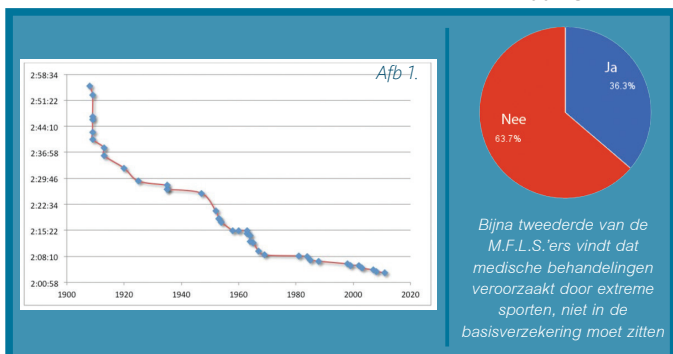 Afb 1.
2:58:34
2:51:22
2:44:10
2:36:58
2:29:46
2:22:34
2:15:22
2:08:10
2:00:58
1900 1920 1940 1960 1980 2000 2020
Ja
36.3%
Nee
63.7%
Bijna tweederde van de
M.F.L.S.'ers vindt dat
medische behandelingen
veroorzaakt door extreme
sporten, niet in de
basisverzekering moet zitten